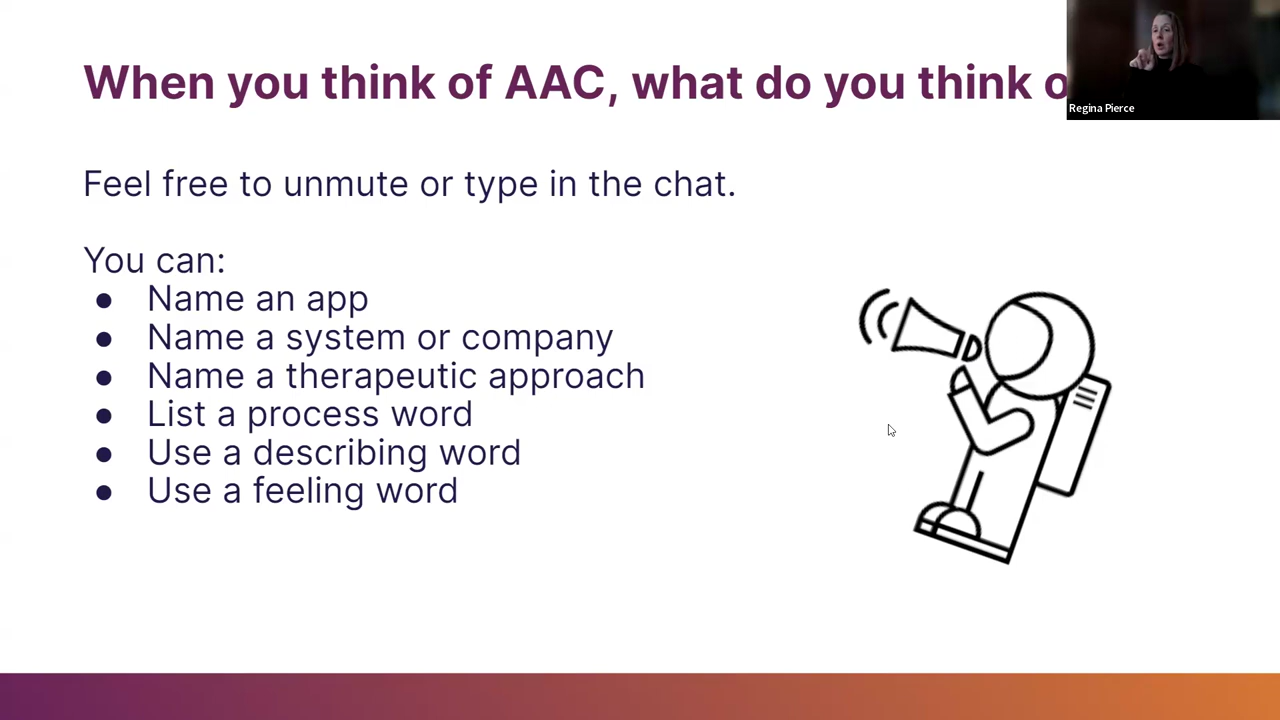 When you think of AAC, what do you think o
Regina Pierce
Feel free to unmute or type in the chat.
You can:
● Name an app
● Name a system or company
● Name a therapeutic approach
● List a process word
● Use a describing word
● Use a feeling word